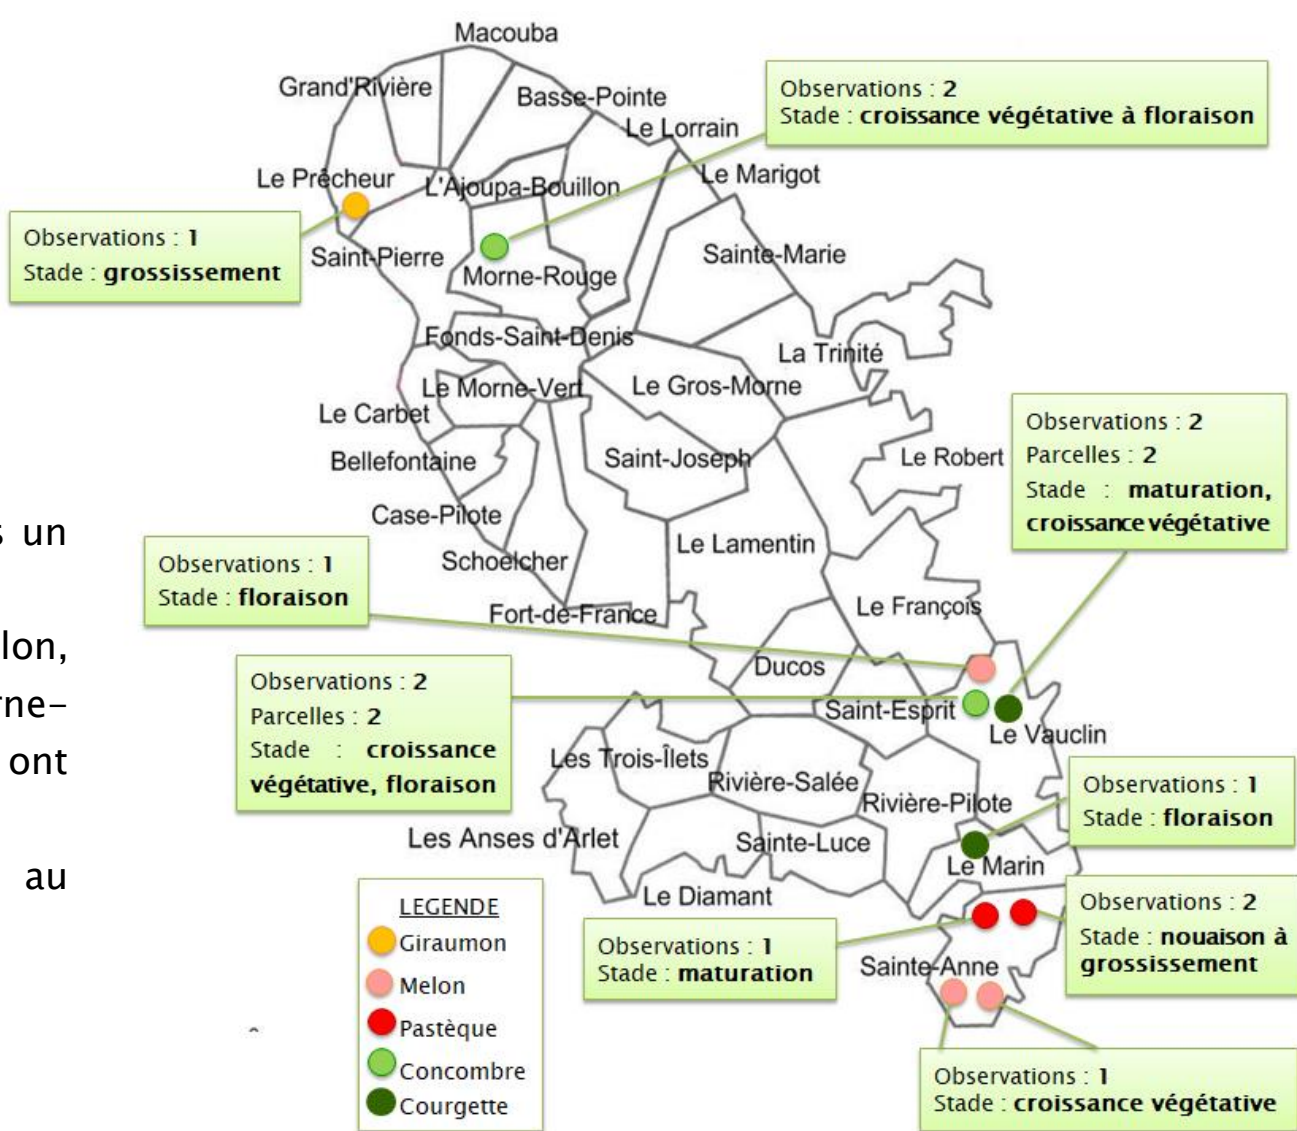 Macouba
Grand'Rivière
Basse-Pointe
Observations : 2
Stade : croissance végétative à floraison
Le Lorrain
Le Prêcheur
L'Ajoupa-Bouillon
Le Marigot
Observations : 1
Stade : grossissement
Saint-Pierre
Morne-Rouge
Sainte-Marie
Fonds-Saint-Denis
La Trinité
Le Morne-Vert
Le Gros-Morne
Le Carbet
Observations : 2
Parcelles : 2
Stade : maturation,
croissance végétative
Bellefontaine
Saint-Joseph
Le Robert
Case-Pilote
s un
Schoelcher
Le Lamentin
Observations : 1
Stade : floraison
Fort-de-France
Le François
lon,
rne-
ont
au
Ducos
Observations : 2
Parcelles : 2
Stade : croissance
végétative, floraison
Saint-Esprit
Le Vauclin
Les Trois-Îlets
Rivière-Salée
Rivière-Pilote
Observations : 1
Stade : floraison
Les Anses d'Arlet
Sainte-Luce
Le Marin
Le Diamant
Observations : 2
Stade : nouaison à
grossissement
Observations : 1
Stade : maturation
Sainte-Anne
LEGENDE
Giraumon
Melon
Pastèque
Concombre
Courgette
Observations : 1
Stade : croissance végétative